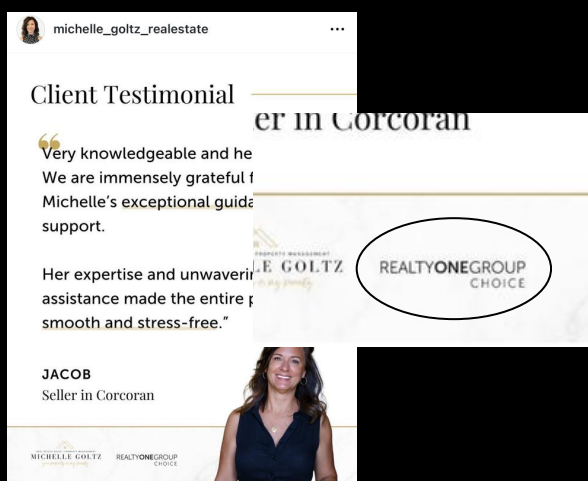 michelle_goltz_realestate
Client Testimonial
“
Very knowledgeable and he
We are immensely grateful f
Michelle’s exceptional guida
support.
Her expertise and unwaverin
assistance made the entire p
smooth and stress-free.”
JACOB
Seller in Corcoran
MICHELLE GOLTZ
REALTYONEGROUP
CHOICE
er in Corcoran
PROPERTY MANAGEMENT
LE GOLTZ
REALTYONEGROUP
CHOICE